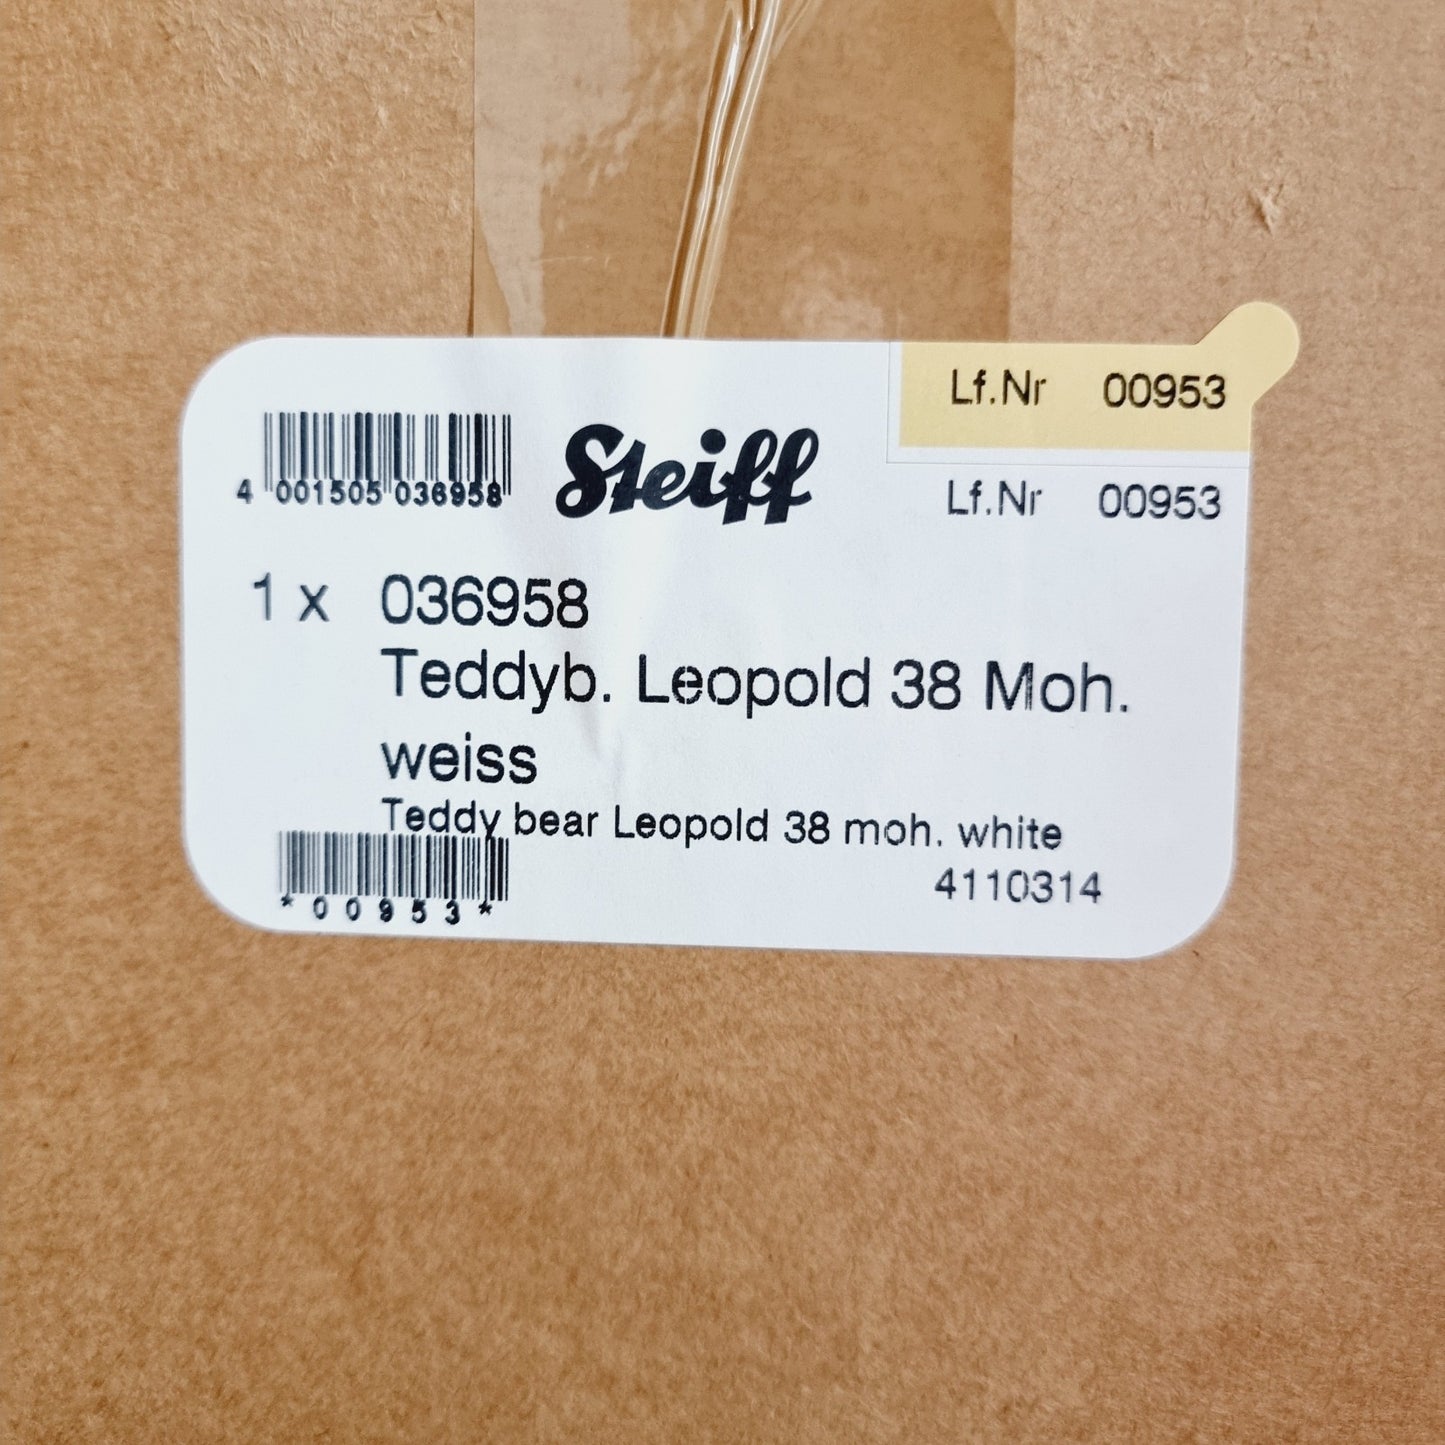 Lf.Nr 00953
4 001505 036958
Steiff
Lf.Nr 00953
1 x 036958
Teddyb. Leopold 38 Moh.
weiss
Teddy bear Leopold 38 moh. white
4110314
*00953*